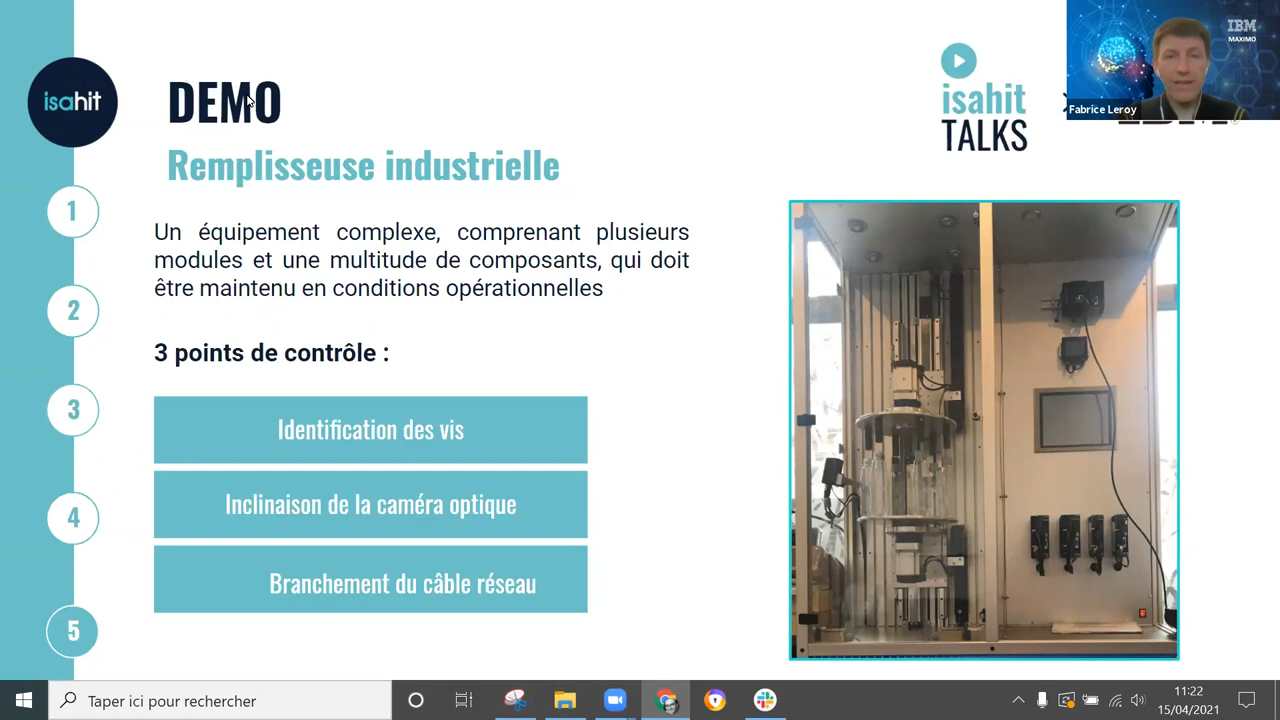 isahit
DEMO
Remplisseuse industrielle
isahit
TALKS
IBM
MAXIMO
Fabrice Leroy
1
2
3
4
5
Un équipement complexe, comprenant plusieurs
modules et une multitude de composants, qui doit
être maintenu en conditions opérationnelles
3 points de contrôle :
Identification des vis
Inclinaison de la caméra optique
Branchement du câble réseau
Taper ici pour rechercher
11:22
15/04/2021